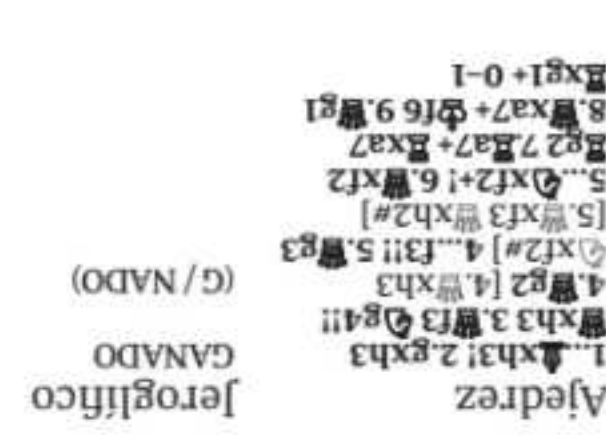 Ajedrez
1...♝xh3! 2.gxh3
♛xh3 3.♛f3 ♘g4!!
4.♛g2 [4.♕xh3
♘xf2#] 4...f3!! 5.♛g3
[5.♕xf3 ♕xh2#]
5...♘xf2+! 6.♛xf2
♖g2 7.♖a7+ ♖xa7
8.♛xa7+ ♔f6 9.♛g1
♖xg1+ 0-1
Jeroglífico
GANADO
(G / NADO)